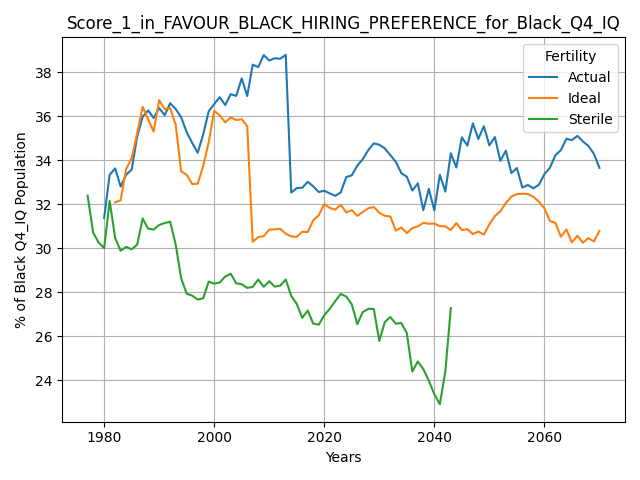 Score_1_in_FAVOUR_BLACK_HIRING_PREFERENCE_for_Black_Q4_IQ
Fertility
Actual
Ideal
Sterile
% of Black Q4_IQ Population
38
36
34
32
30
28
26
24
1980
2000
2020
2040
2060
Years